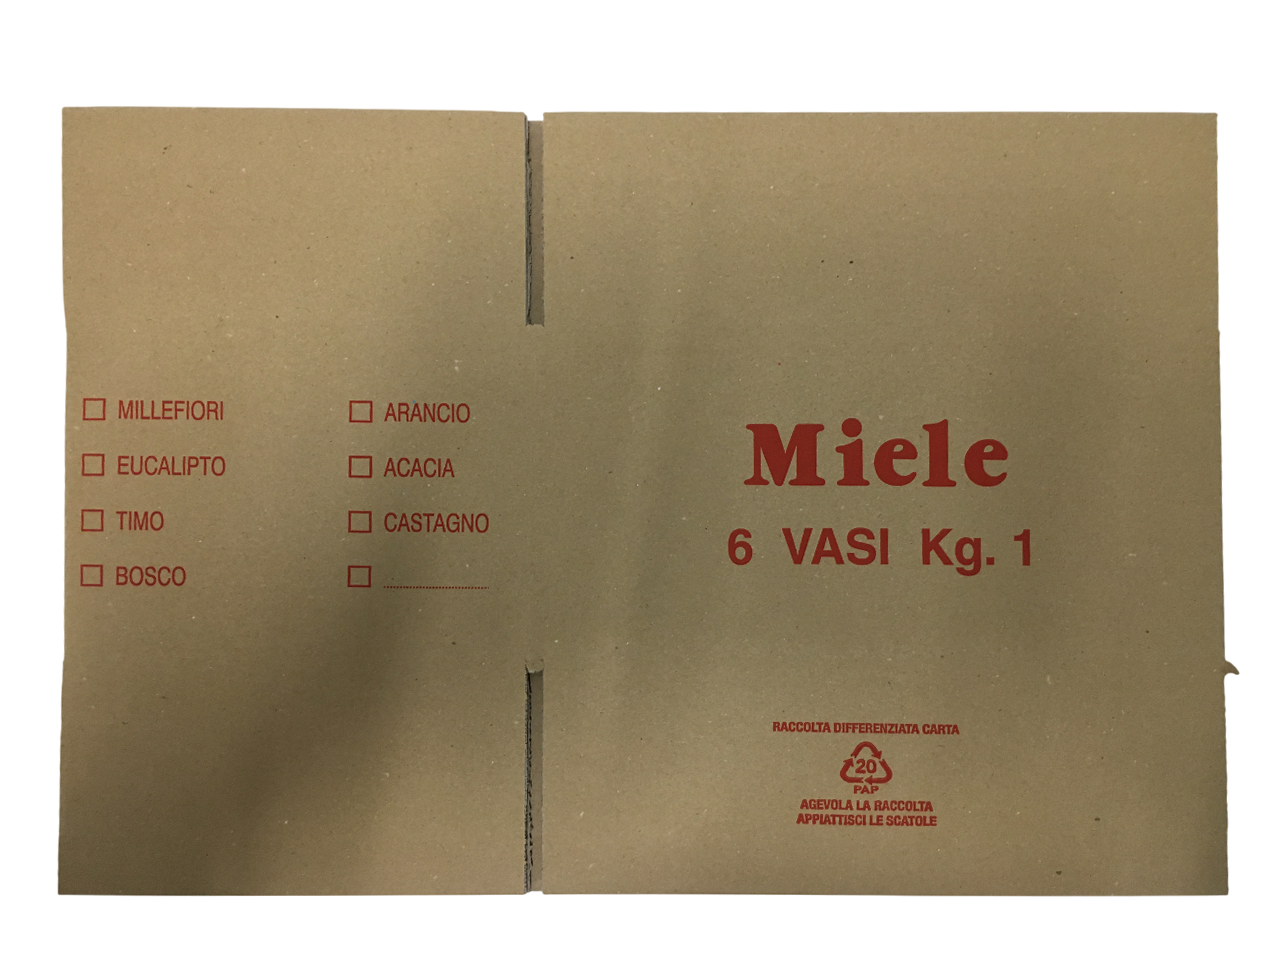 MILLEFIORI
EUCALIPTO
TIMO
BOSCO
ARANCIO
ACACIA
CASTAGNO
Miele
6 VASI Kg. 1
RACCOLTA DIFFERENZIATA CARTA
20
PAP
AGEVOLA LA RACCOLTA
APPIATTISCI LE SCATOLE